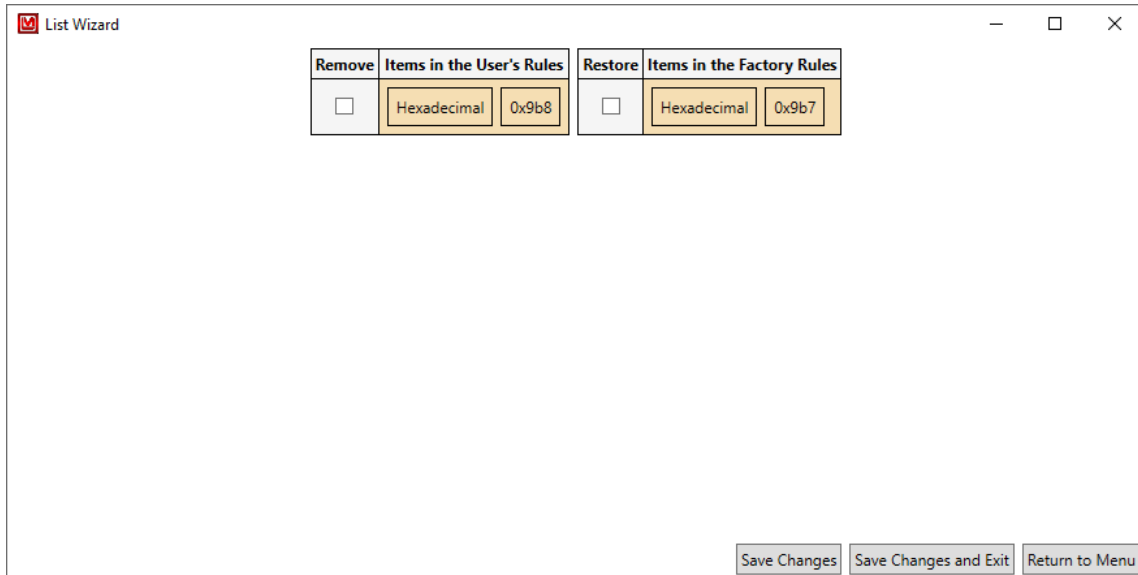 List Wizard
Remove Items in the User's Rules Restore Items in the Factory Rules
Hexadecimal 0x9b8 Hexadecimal 0x9b7
Save Changes Save Changes and Exit Return to Menu